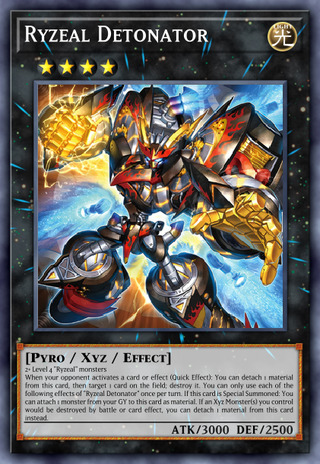 RYZEAL DETONATOR
LIGHT
光
[PYRO / XYZ / EFFECT]
2+ Level 4 "Ryzeal" monsters
When your opponent activates a card or effect (Quick Effect): You can detach 1 material
from this card, then target 1 card on the field; destroy it. You can only use each of the
following effects of "Ryzeal Detonator" once per turn. If this card is Special Summoned: You
can attach 1 monster from your GY to this card as material. If an Xyz Monster(s) you control
would be destroyed by battle or card effect, you can detach 1 material from this card
instead.
ATK/3000 DEF/2500